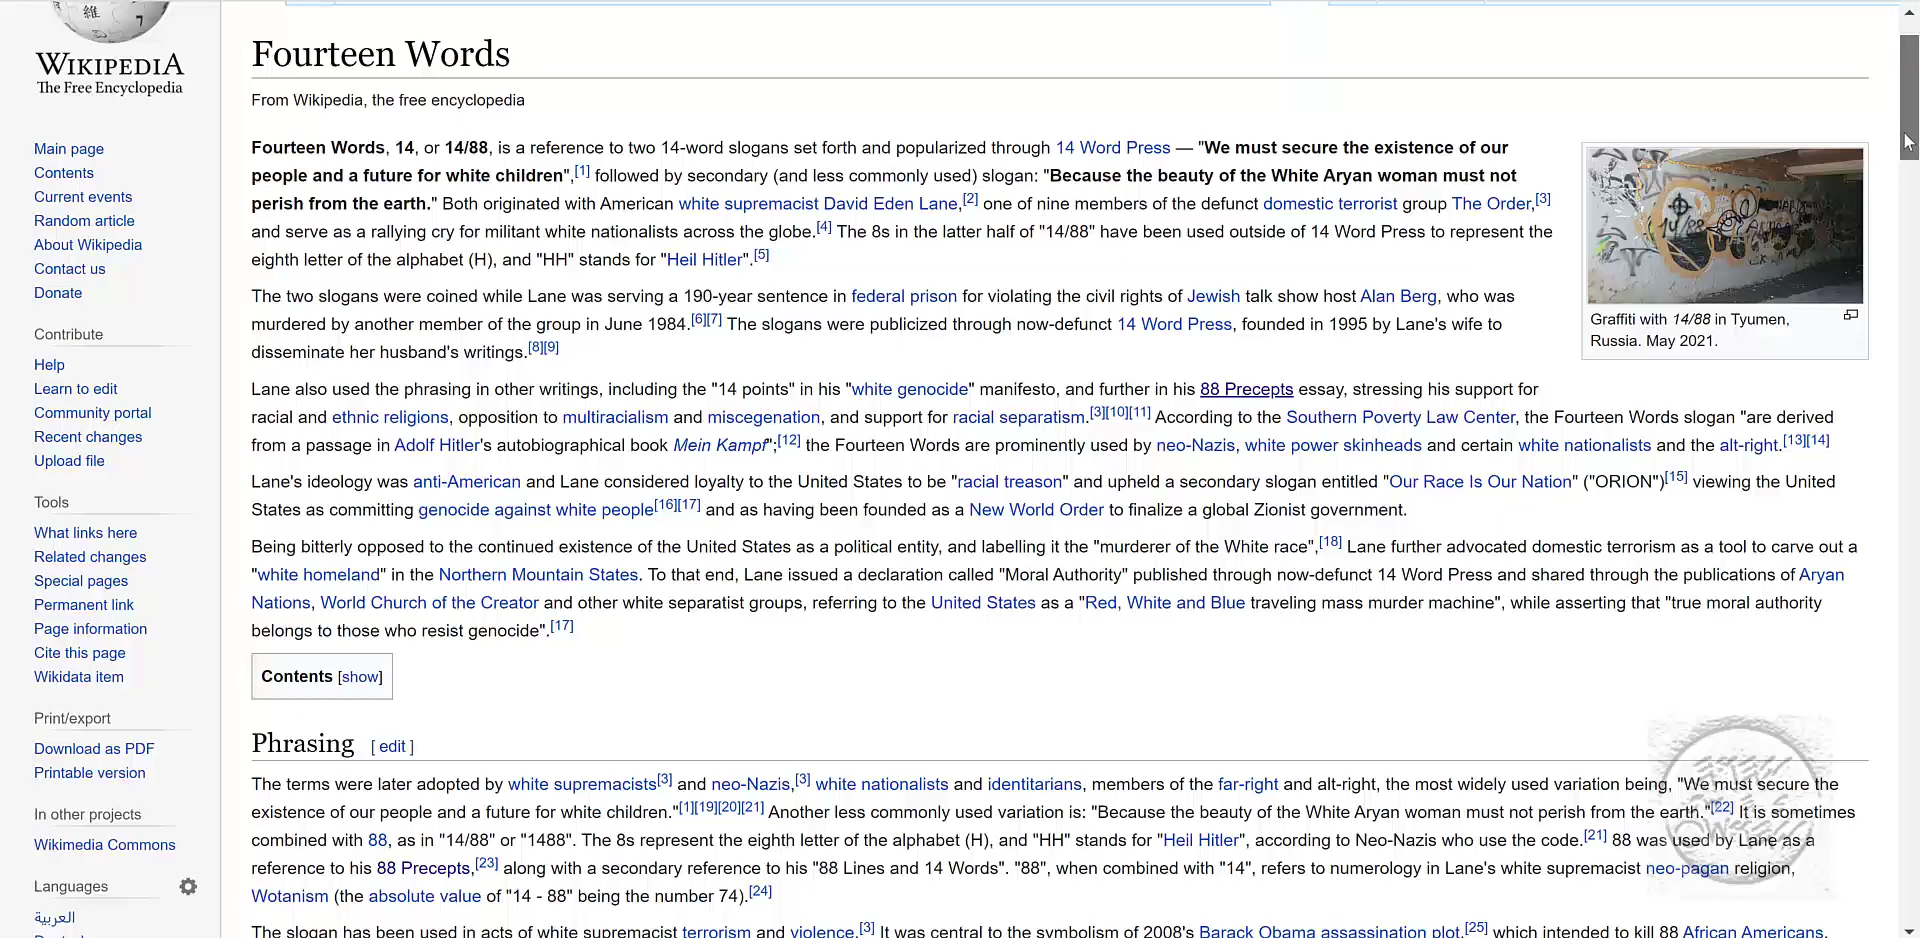 維
WIKIPEDIA
The Free Encyclopedia
Main page
Contents
Current events
Random article
About Wikipedia
Contact us
Donate
Contribute
Help
Learn to edit
Community portal
Recent changes
Upload file
Tools
What links here
Related changes
Special pages
Permanent link
Page information
Cite this page
Wikidata item
Print/export
Download as PDF
Printable version
In other projects
Wikimedia Commons
Languages
العربية
Fourteen Words
From Wikipedia, the free encyclopedia
Fourteen Words, 14, or 14/88, is a reference to two 14-word slogans set forth and popularized through 14 Word Press — "We must secure the existence of our
people and a future for white children",[1] followed by secondary (and less commonly used) slogan: "Because the beauty of the White Aryan woman must not
perish from the earth." Both originated with American white supremacist David Eden Lane,[2] one of nine members of the defunct domestic terrorist group The Order,[3]
and serve as a rallying cry for militant white nationalists across the globe.[4] The 8s in the latter half of "14/88" have been used outside of 14 Word Press to represent the
eighth letter of the alphabet (H), and "HH" stands for "Heil Hitler".[5]
14/88
Graffiti with 14/88 in Tyumen,
Russia. May 2021.
The two slogans were coined while Lane was serving a 190-year sentence in federal prison for violating the civil rights of Jewish talk show host Alan Berg, who was
murdered by another member of the group in June 1984.[6][7] The slogans were publicized through now-defunct 14 Word Press, founded in 1995 by Lane's wife to
disseminate her husband's writings.[8][9]
Lane also used the phrasing in other writings, including the "14 points" in his "white genocide" manifesto, and further in his 88 Precepts essay, stressing his support for
racial and ethnic religions, opposition to multiracialism and miscegenation, and support for racial separatism.[3][10][11] According to the Southern Poverty Law Center, the Fourteen Words slogan "are derived
from a passage in Adolf Hitler's autobiographical book Mein Kampf";[12] the Fourteen Words are prominently used by neo-Nazis, white power skinheads and certain white nationalists and the alt-right.[13][14]
Lane's ideology was anti-American and Lane considered loyalty to the United States to be "racial treason" and upheld a secondary slogan entitled "Our Race Is Our Nation" ("ORION")[15] viewing the United
States as committing genocide against white people[16][17] and as having been founded as a New World Order to finalize a global Zionist government.
Being bitterly opposed to the continued existence of the United States as a political entity, and labelling it the "murderer of the White race",[18] Lane further advocated domestic terrorism as a tool to carve out a
"white homeland" in the Northern Mountain States. To that end, Lane issued a declaration called "Moral Authority" published through now-defunct 14 Word Press and shared through the publications of Aryan
Nations, World Church of the Creator and other white separatist groups, referring to the United States as a "Red, White and Blue traveling mass murder machine", while asserting that "true moral authority
belongs to those who resist genocide".[17]
Contents [show]
Phrasing [ edit ]
The terms were later adopted by white supremacists[3] and neo-Nazis,[3] white nationalists and identitarians, members of the far-right and alt-right, the most widely used variation being, "We must secure the
existence of our people and a future for white children."[1][19][20][21] Another less commonly used variation is: "Because the beauty of the White Aryan woman must not perish from the earth."[22] It is sometimes
combined with 88, as in "14/88" or "1488". The 8s represent the eighth letter of the alphabet (H), and "HH" stands for "Heil Hitler", according to Neo-Nazis who use the code.[21] 88 was used by Lane as a
reference to his 88 Precepts,[23] along with a secondary reference to his "88 Lines and 14 Words". "88", when combined with "14", refers to numerology in Lane's white supremacist neo-pagan religion,
Wotanism (the absolute value of "14 - 88" being the number 74).[24]
The slogan has been used in acts of white supremacist terrorism and violence.[3] It was central to the symbolism of 2008's Barack Obama assassination plot,[25] which intended to kill 88 African Americans,